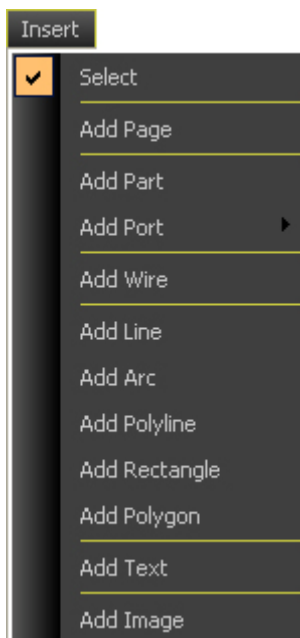 Insert
Select
Add Page
Add Part
Add Port
Add Wire
Add Line
Add Arc
Add Polyline
Add Rectangle
Add Polygon
Add Text
Add Image